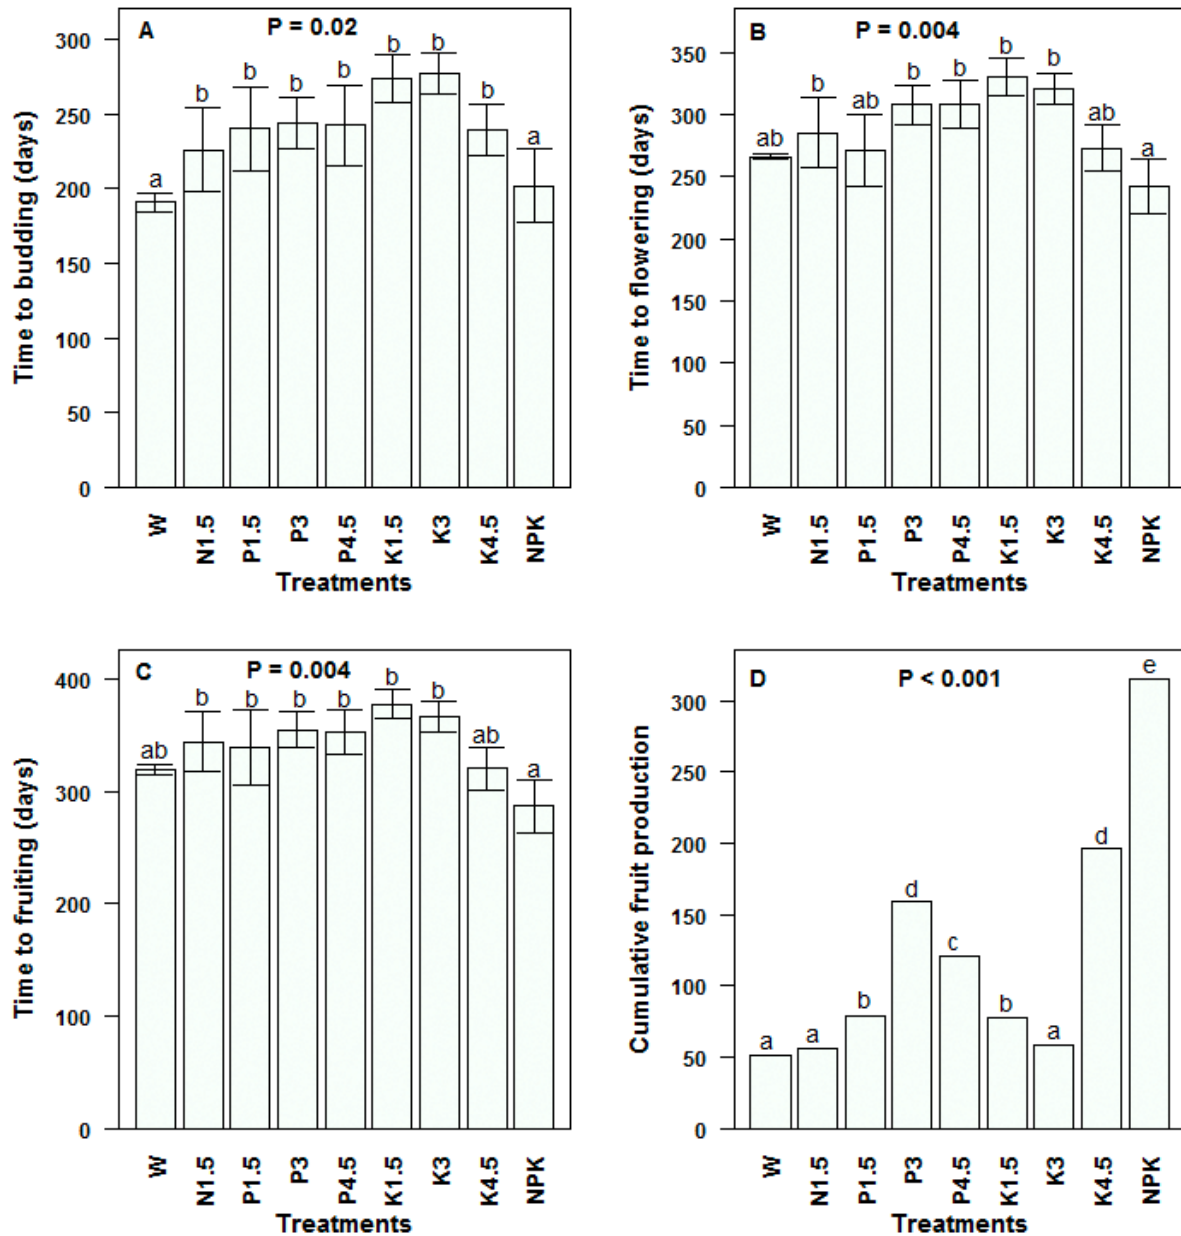 A
P = 0.02
Time to budding (days)
300
250
200
150
100
50
0
a
b
b
b
b
b
b
b
a
W
N1.5
P1.5
P3
P4.5
K1.5
K3
K4.5
NPK
Treatments
B
P = 0.004
Time to flowering (days)
350
300
250
200
150
100
50
0
ab
b
ab
b
b
b
b
ab
a
W
N1.5
P1.5
P3
P4.5
K1.5
K3
K4.5
NPK
Treatments
C
P = 0.004
Time to fruiting (days)
400
300
200
100
0
ab
b
b
b
b
b
b
ab
a
W
N1.5
P1.5
P3
P4.5
K1.5
K3
K4.5
NPK
Treatments
D
P < 0.001
Cumulative fruit production
300
250
200
150
100
50
0
a
a
b
d
c
b
a
d
e
W
N1.5
P1.5
P3
P4.5
K1.5
K3
K4.5
NPK
Treatments